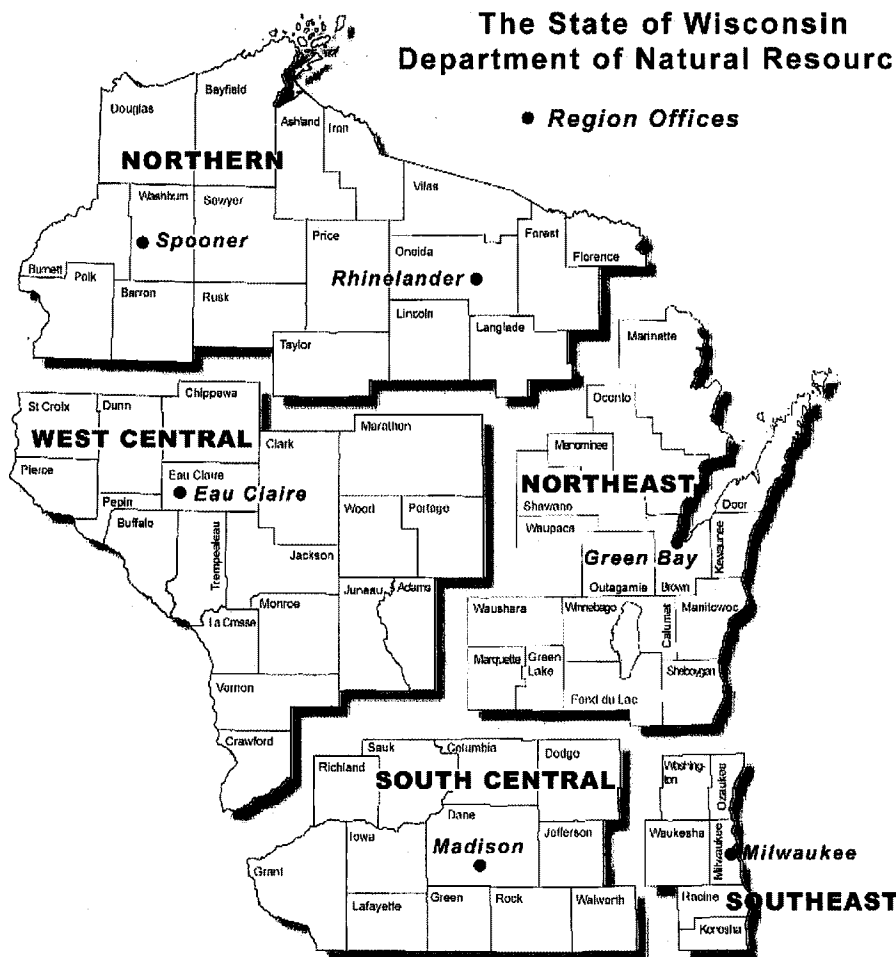 The State of Wisconsin
Department of Natural Resourc
Region Offices
Bayfield
Douglas
Ashland
Iron
NORTHERN
Vilas
Washburn
Sawyer
Price
Forest
Spooner
Oneida
Florence
Burnett
Polk
Rhinelander
Barron
Rusk
Lincoln
Langlade
Taylor
Marinette
Chippewa
St Croix
Dunn
Oconto
Marathon
WEST CENTRAL
Clark
Menominee
Pierce
Eau Claire
Eau Claire
NORTHEAST
Pepin
Buffalo
Wood
Portage
Shawano
Door
Waupaca
Trempealeau
Jackson
Green Bay
Kewaunee
Juneau
Adams
Outagamie
Brown
Monroe
La Crosse
Waushara
Winnebago
Calumet
Manitowoc
Marquette
Green
Lake
Sheboygan
Vernon
Fond du Lac
Crawford
Sauk
Columbia
Dodge
Richland
SOUTH CENTRAL
Washing-
ton
Ozaukee
Dane
Iowa
Jefferson
Waukesha
Milwaukee
Madison
Milwaukee
Grant
Lafayette
Green
Rock
Walworth
Racine
SOUTHEAST
Kenosha